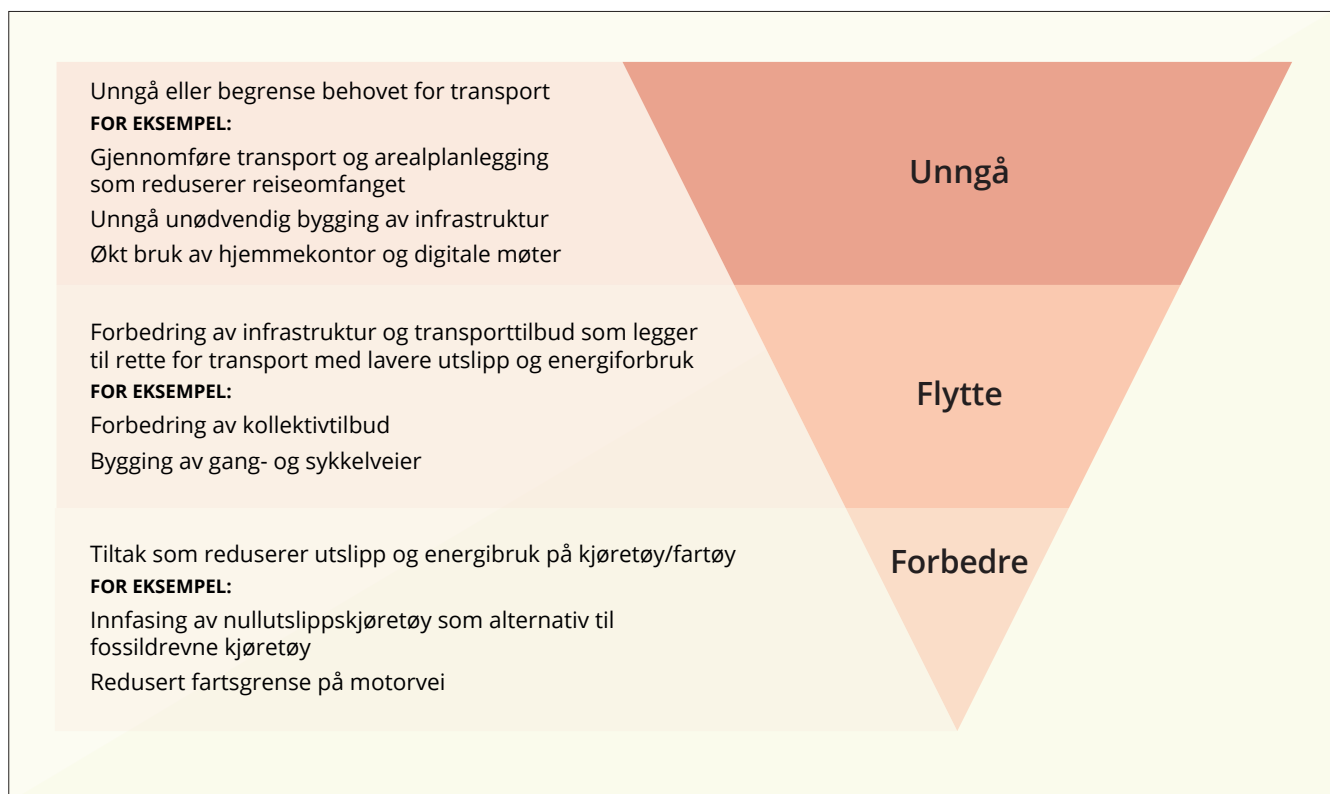 Unngå eller begrense behovet for transport
FOR EKSEMPEL:
Gjennomføre transport og arealplanlegging
som reduserer reiseomfanget
Unngå unødvendig bygging av infrastruktur
Økt bruk av hjemmekontor og digitale møter
Unngå
Forbedring av infrastruktur og transporttilbud som legger
til rette for transport med lavere utslipp og energiforbruk
FOR EKSEMPEL:
Forbedring av kollektivtilbud
Bygging av gang- og sykkelveier
Flytte
Tiltak som reduserer utslipp og energibruk på kjøretøy/fartøy
FOR EKSEMPEL:
Innfasing av nullutslippskjøretøy som alternativ til
fossildrevne kjøretøy
Redusert fartsgrense på motorvei
Forbedre